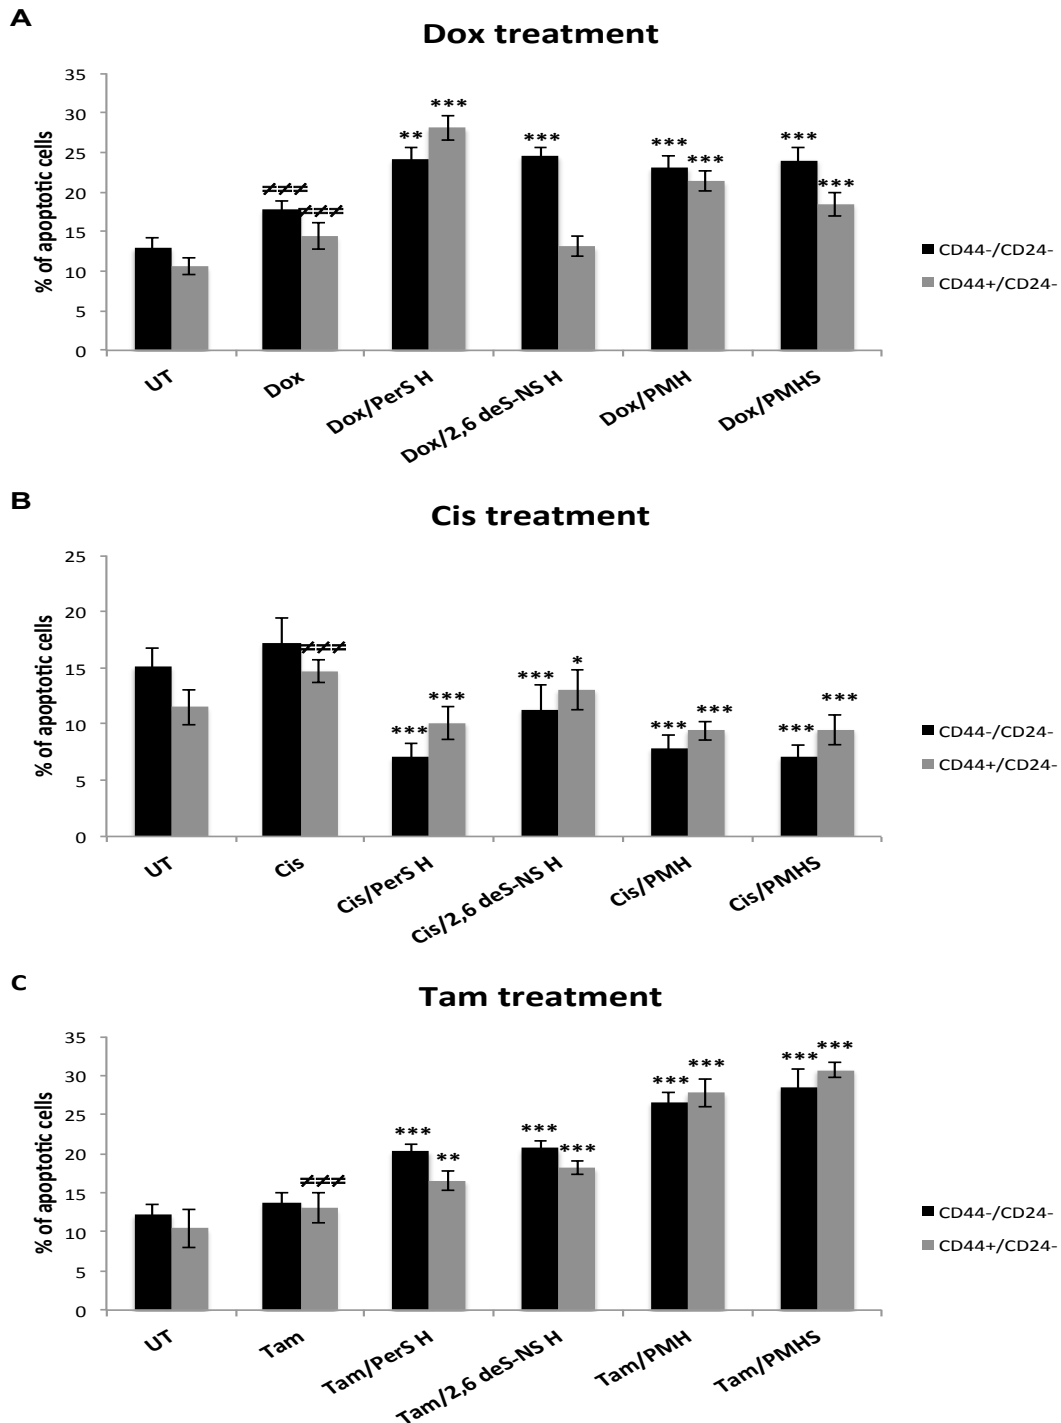 A
Dox treatment
% of apoptotic cells
35
30
25
20
15
10
5
0
≠≠≠
≠≠≠
**
***
***
***
***
***
***
UT
Dox
Dox/PerS H
Dox/2,6 deS-NS H
Dox/PMH
Dox/PMHS
CD44-/CD24-
CD44+/CD24-
B
Cis treatment
% of apoptotic cells
25
20
15
10
5
0
≠≠≠
***
***
***
*
***
***
***
***
UT
Cis
Cis/PerS H
Cis/2,6 deS-NS H
Cis/PMH
Cis/PMHS
CD44-/CD24-
CD44+/CD24-
C
Tam treatment
% of apoptotic cells
35
30
25
20
15
10
5
0
≠≠≠
***
**
***
***
***
***
***
***
UT
Tam
Tam/PerS H
Tam/2,6 deS-NS H
Tam/PMH
Tam/PMHS
CD44-/CD24-
CD44+/CD24-